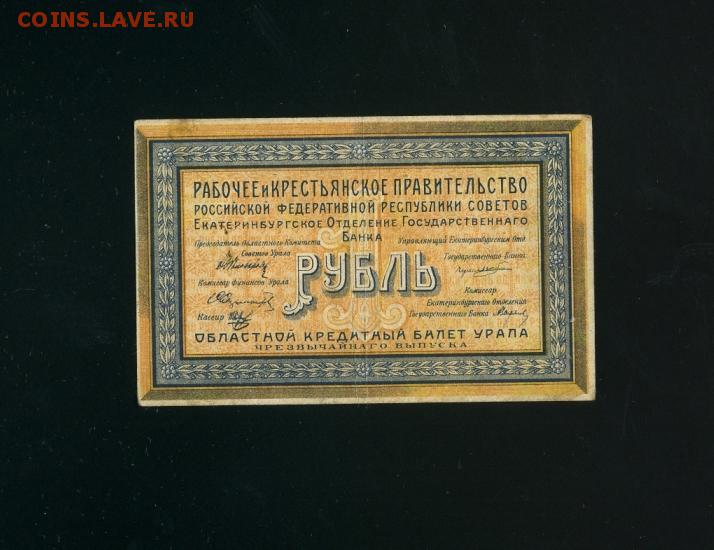 COINS.LAVE.RU
РАБОЧЕЕ и КРЕСТЬЯНСКОЕ ПРАВИТЕЛЬСТВО
РОССИЙСКОЙ ФЕДЕРАТИВНОЙ РЕСПУБЛИКИ СОВЕТОВ
ЕКАТЕРИНБУРГСКОЕ ОТДЕЛЕНИЕ ГОСУДАРСТВЕННАГО
БАНКА
Председатель Областного Комитета
Советов Урала
Управляющий Екатеринбургским Отд.
Государственнаго Банка
РУБЛЬ
Комиссар Финансов Урала
Комиссар
Екатеринбургскаго Отделения
Государственнаго Банка
Кассир
ОБЛАСТНОЙ КРЕДИТНЫЙ БИЛЕТ УРАЛА
ЧРЕЗВЫЧАЙНАГО ВЫПУСКА